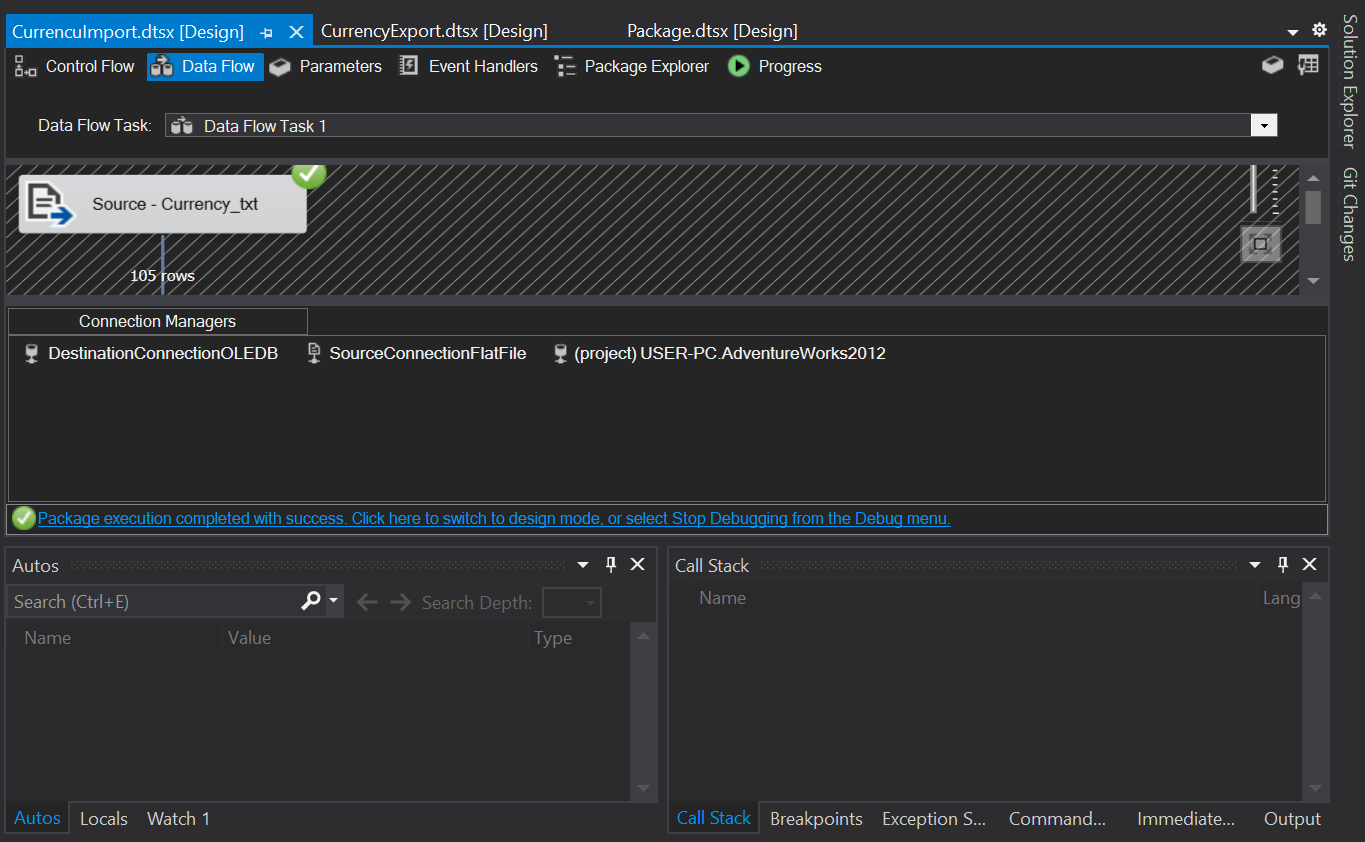 CurrencuImport.dtsx [Design] CurrencyExport.dtsx [Design] Package.dtsx [Design]
Control Flow Data Flow Parameters Event Handlers Package Explorer Progress
Data Flow Task: Data Flow Task 1
Source - Currency_txt
105 rows
Connection Managers
DestinationConnectionOLEDB SourceConnectionFlatFile (project) USER-PC.AdventureWorks2012
Package execution completed with success. Click here to switch to design mode, or select Stop Debugging from the Debug menu.
Autos
Search (Ctrl+E) Search Depth:
Name Value Type
Autos Locals Watch 1
Call Stack
Name Lang
Call Stack Breakpoints Exception S... Command... Immediate... Output
Solution Explorer
Git Changes